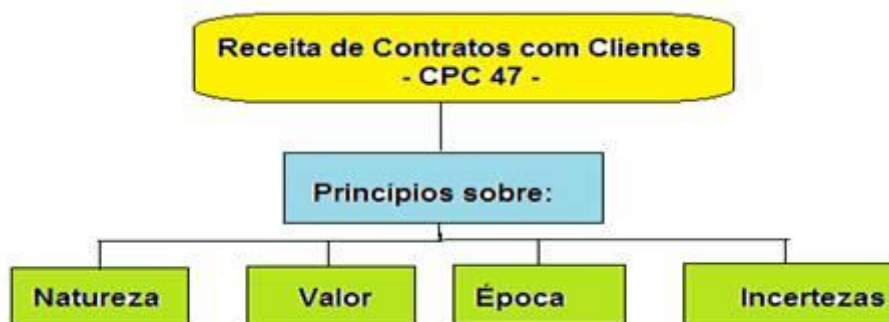 Receita de Contratos com Clientes
- CPC 47 -
Princípios sobre:
Natureza
Valor
Época
Incertezas